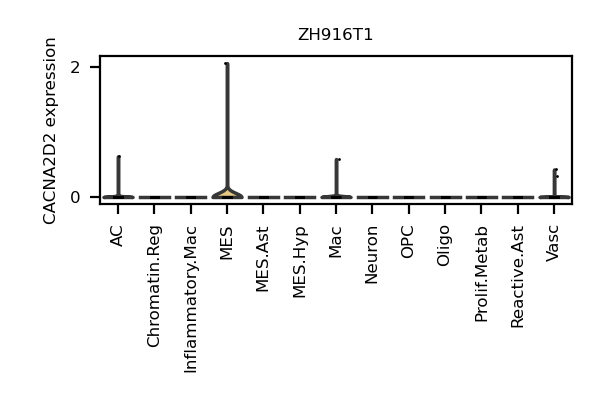 ZH916T1
CACNA2D2 expression
2
0
AC
Chromatin.Reg
Inflammatory.Mac
MES
MES.Ast
MES.Hyp
Mac
Neuron
OPC
Oligo
Prolif.Metab
Reactive.Ast
Vasc